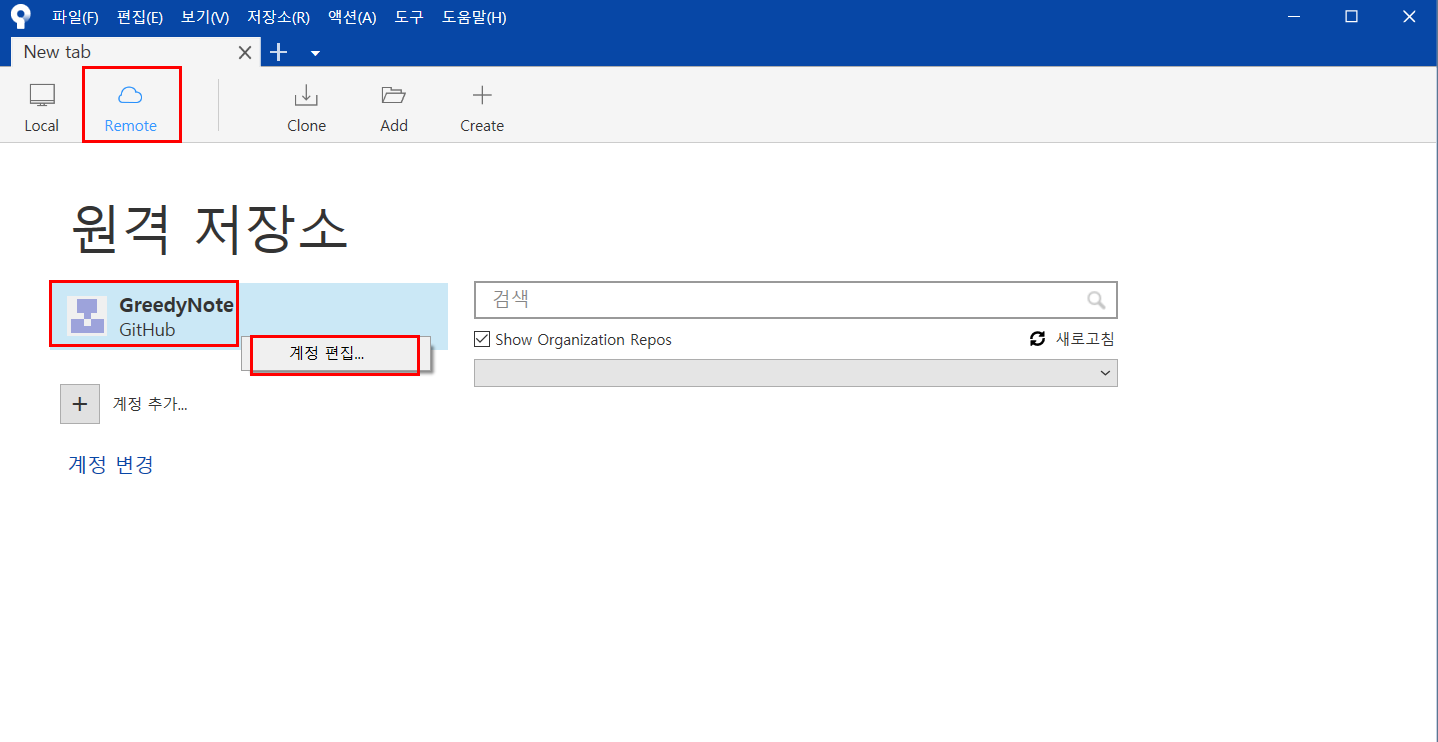 파일(F) 편집(E) 보기(V) 저장소(R) 액션(A) 도구 도움말(H)
New tab
Local Remote Clone Add Create
원격 저장소
GreedyNote
GitHub
계정 편집...
계정 추가...
계정 변경
검색
Show Organization Repos 새로고침